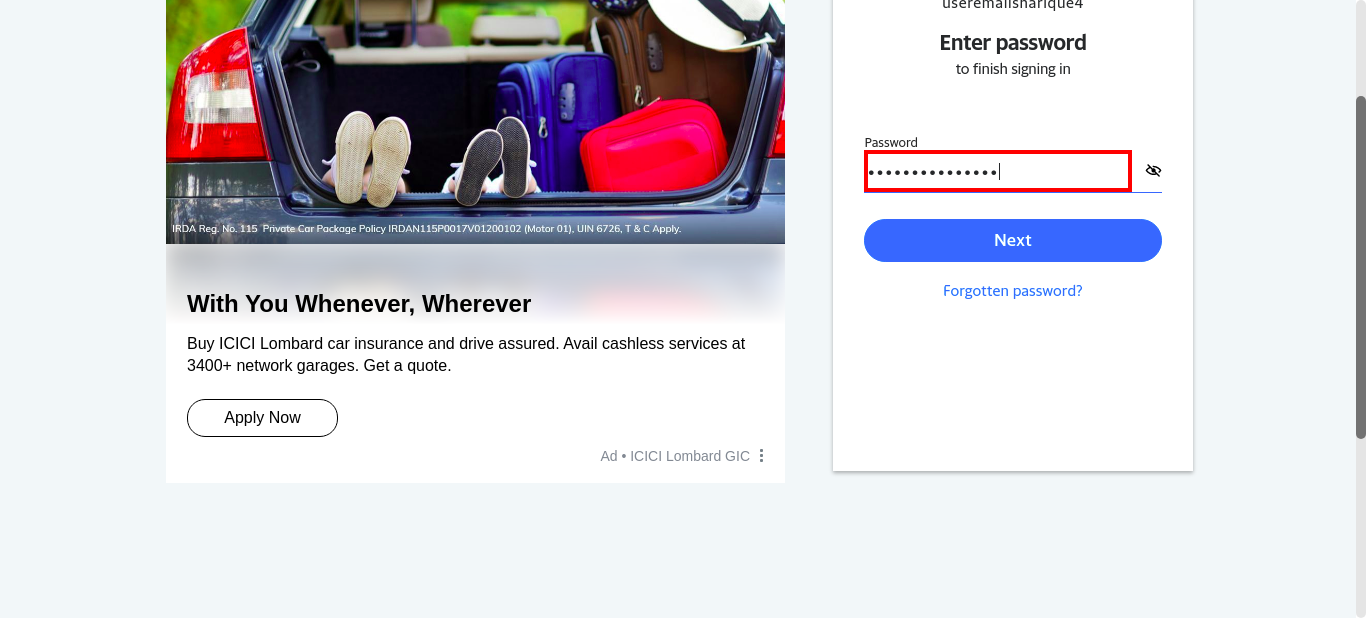 useremailsharique4
Enter password
to finish signing in
Password
•••••••••••••••
Next
Forgotten password?
IRDA Reg. No. 115 Private Car Package Policy IRDAN115P0017V01200102 (Motor 01), UIN 6726, T & C Apply.
With You Whenever, Wherever
Buy ICICI Lombard car insurance and drive assured. Avail cashless services at
3400+ network garages. Get a quote.
Apply Now
Ad • ICICI Lombard GIC